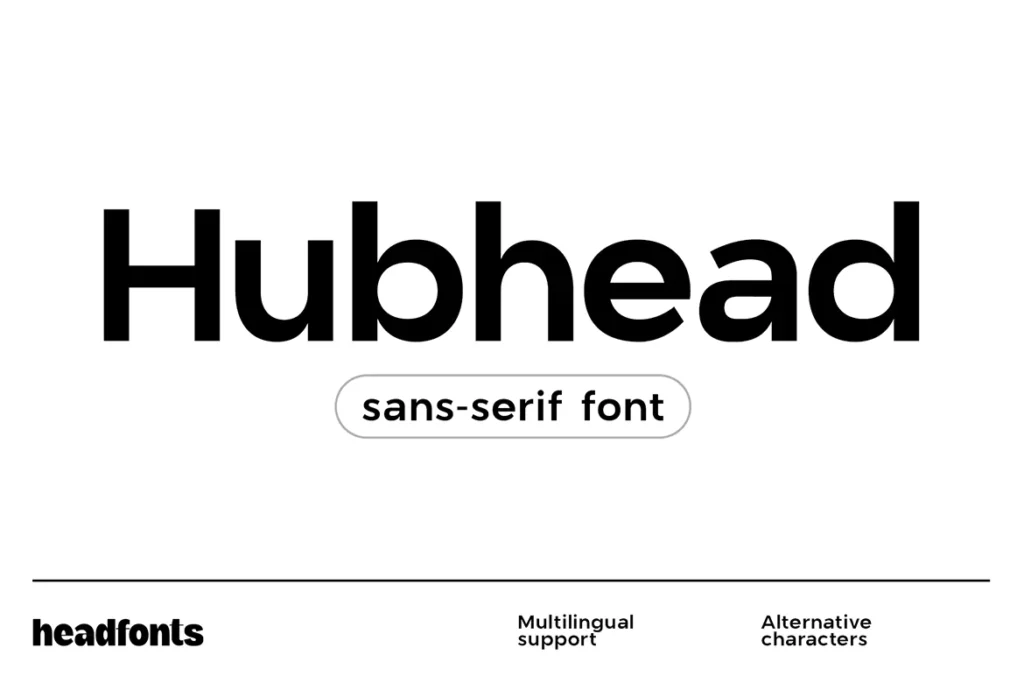 Hubhead
sans-serif font
headfonts
Multilingual
support
Alternative
characters